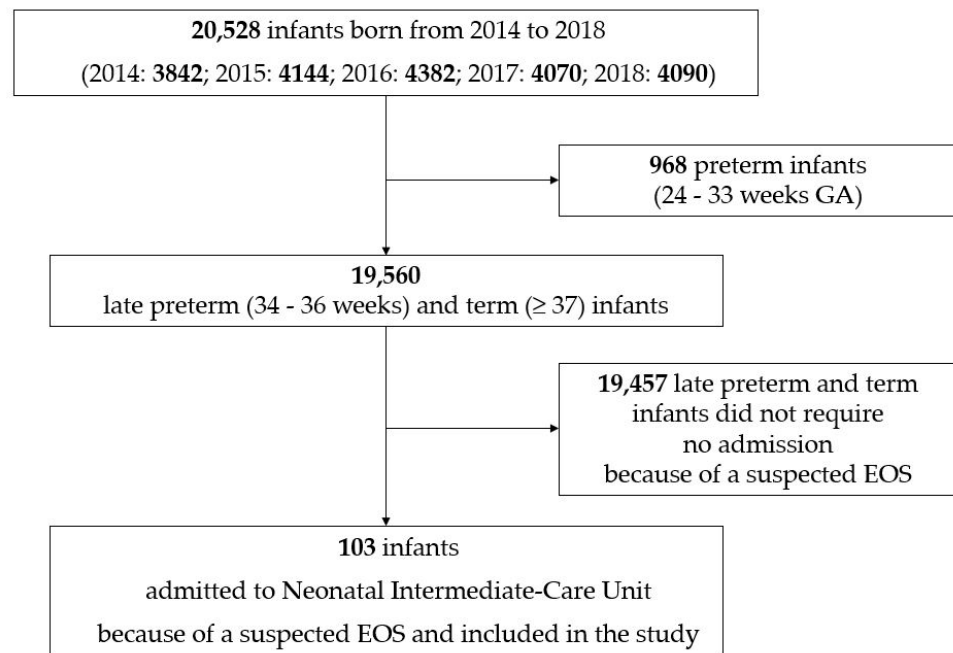 20,528 infants born from 2014 to 2018
(2014: 3842; 2015: 4144; 2016: 4382; 2017: 4070; 2018: 4090)
968 preterm infants
(24 - 33 weeks GA)
19,560
late preterm (34 - 36 weeks) and term (≥ 37) infants
19,457 late preterm and term
infants did not require
no admission
because of a suspected EOS
103 infants
admitted to Neonatal Intermediate-Care Unit
because of a suspected EOS and included in the study